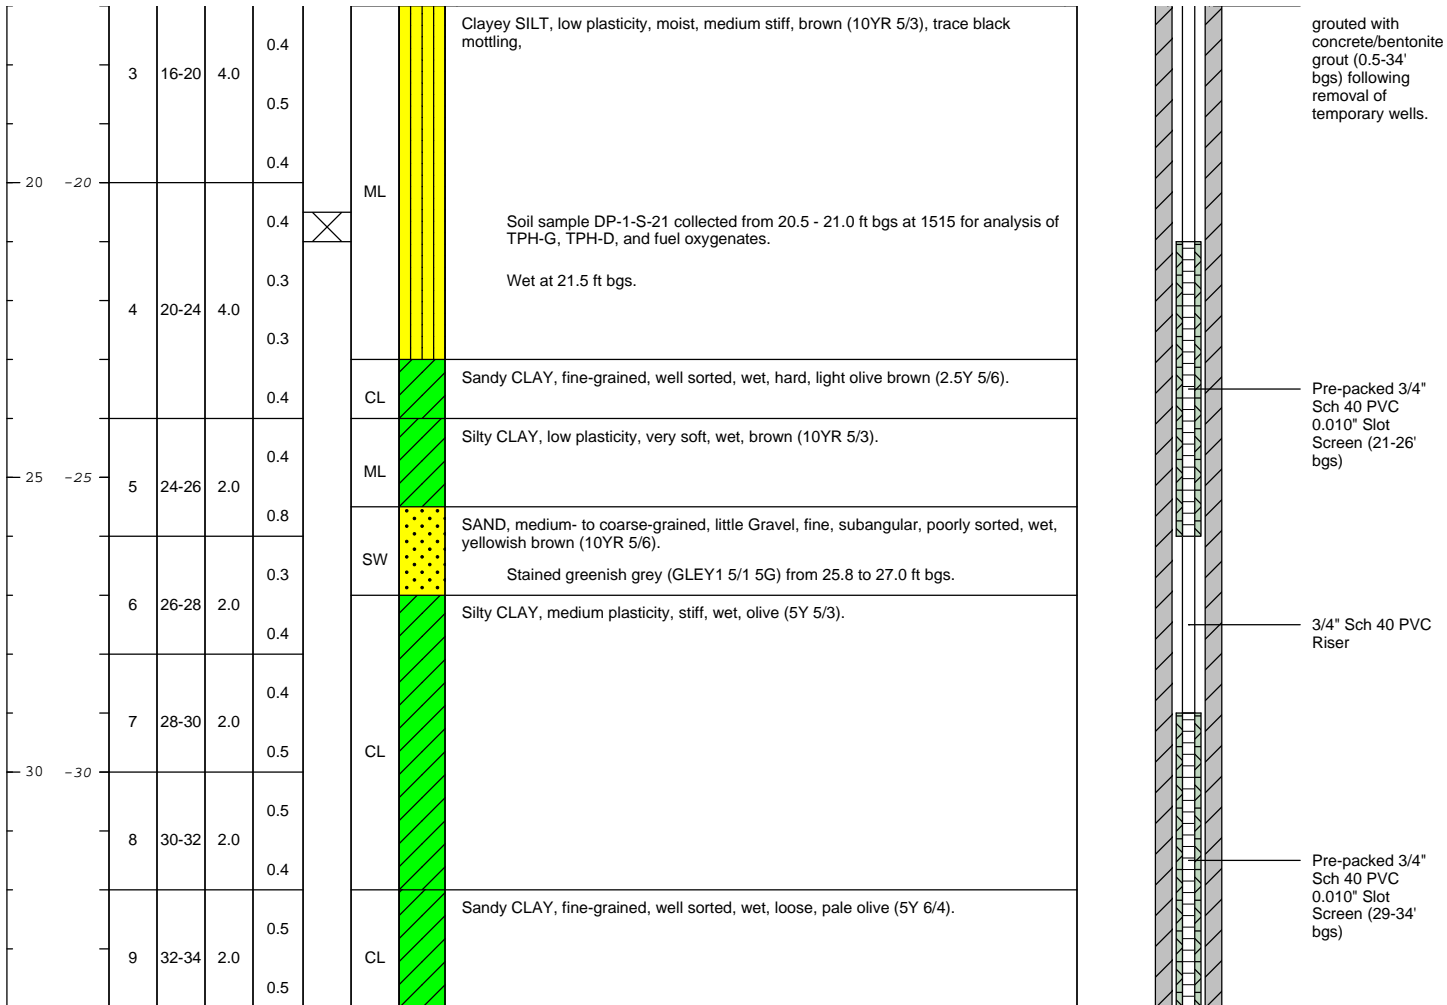 Clayey SILT, low plasticity, moist, medium stiff, brown (10YR 5/3), trace black
mottling,
grouted with
concrete/bentonite
grout (0.5-34'
bgs) following
removal of
temporary wells.
0.4
3 16-20 4.0
0.5
0.4
20 -20
ML
0.4
Soil sample DP-1-S-21 collected from 20.5 - 21.0 ft bgs at 1515 for analysis of
TPH-G, TPH-D, and fuel oxygenates.
0.3
Wet at 21.5 ft bgs.
4 20-24 4.0
0.3
0.4
CL
Sandy CLAY, fine-grained, well sorted, wet, hard, light olive brown (2.5Y 5/6).
Pre-packed 3/4"
Sch 40 PVC
0.010" Slot
Screen (21-26'
bgs)
0.4
ML
Silty CLAY, low plasticity, very soft, wet, brown (10YR 5/3).
25 -25
5 24-26 2.0
0.8
SW
SAND, medium- to coarse-grained, little Gravel, fine, subangular, poorly sorted, wet,
yellowish brown (10YR 5/6).
0.3
Stained greenish grey (GLEY1 5/1 5G) from 25.8 to 27.0 ft bgs.
6 26-28 2.0
0.4
Silty CLAY, medium plasticity, stiff, wet, olive (5Y 5/3).
3/4" Sch 40 PVC
Riser
0.4
7 28-30 2.0
0.5
CL
30 -30
0.5
8 30-32 2.0
0.4
Pre-packed 3/4"
Sch 40 PVC
0.010" Slot
Screen (29-34'
bgs)
Sandy CLAY, fine-grained, well sorted, wet, loose, pale olive (5Y 6/4).
0.5
9 32-34 2.0
CL
0.5